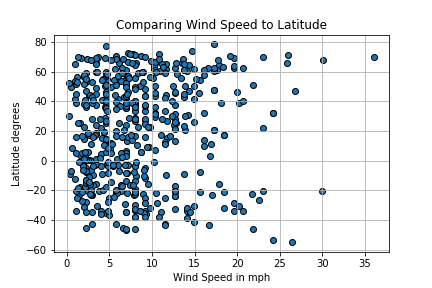 Comparing Wind Speed to Latitude
80
60
40
20
0
−20
−40
−60
Latitude degrees
0 5 10 15 20 25 30 35
Wind Speed in mph